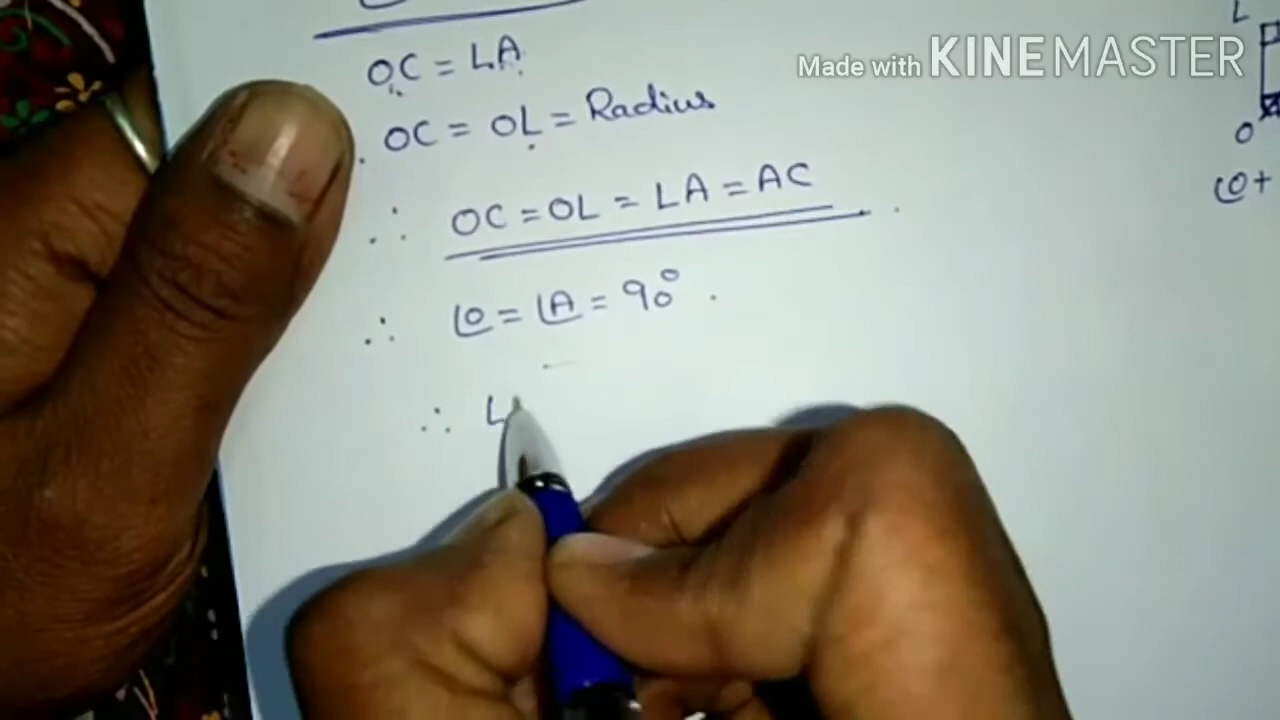 Made with KINEMASTER
OC = LA
OC = OL = Radius
∴ OC = OL = LA = AC
∴ ∠O = ∠A = 90°.
∴ L
L
O
∠O +